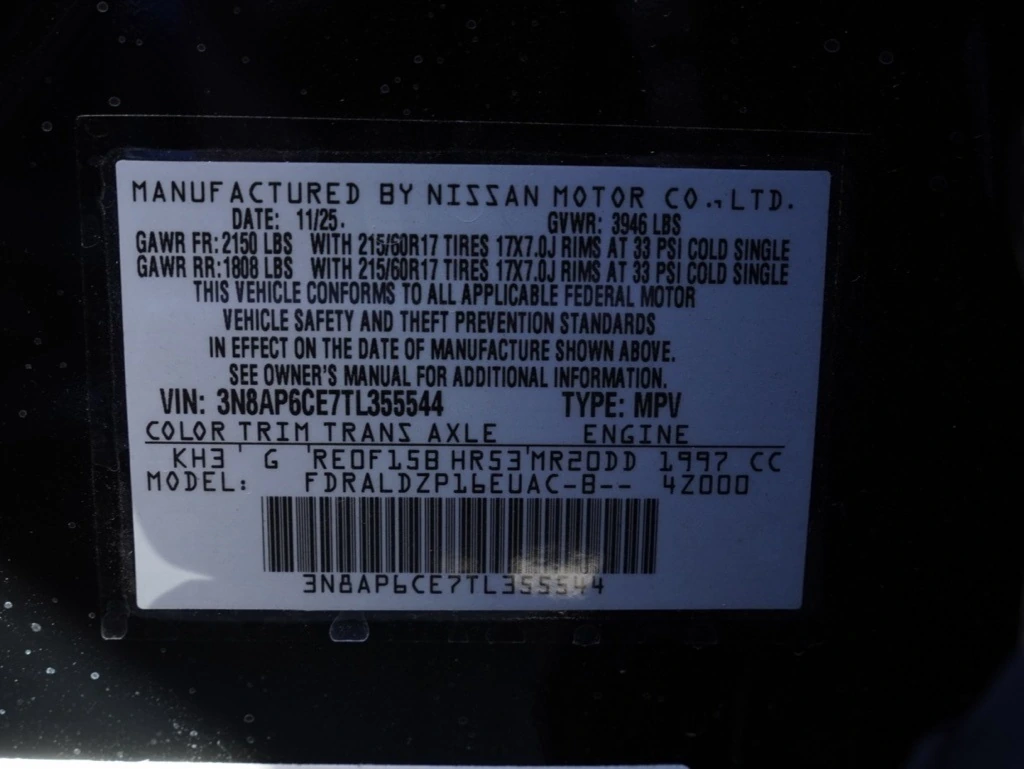 MANUFACTURED BY NISSAN MOTOR CO., LTD.
DATE: 11/25. GVWR: 3946 LBS
GAWR FR: 2150 LBS WITH 215/60R17 TIRES 17X7.0J RIMS AT 33 PSI COLD SINGLE
GAWR RR: 1808 LBS WITH 215/60R17 TIRES 17X7.0J RIMS AT 33 PSI COLD SINGLE
THIS VEHICLE CONFORMS TO ALL APPLICABLE FEDERAL MOTOR
VEHICLE SAFETY AND THEFT PREVENTION STANDARDS
IN EFFECT ON THE DATE OF MANUFACTURE SHOWN ABOVE.
SEE OWNER'S MANUAL FOR ADDITIONAL INFORMATION.
VIN: 3N8AP6CE7TL355544 TYPE: MPV
COLOR TRIM TRANS AXLE ENGINE
KH3 ' G 'RE0F15B HR53'MR20DD 1997 CC
MODEL: FDRALDZP16EUAC-B-- 4Z000
3N8AP6CE7TL355544